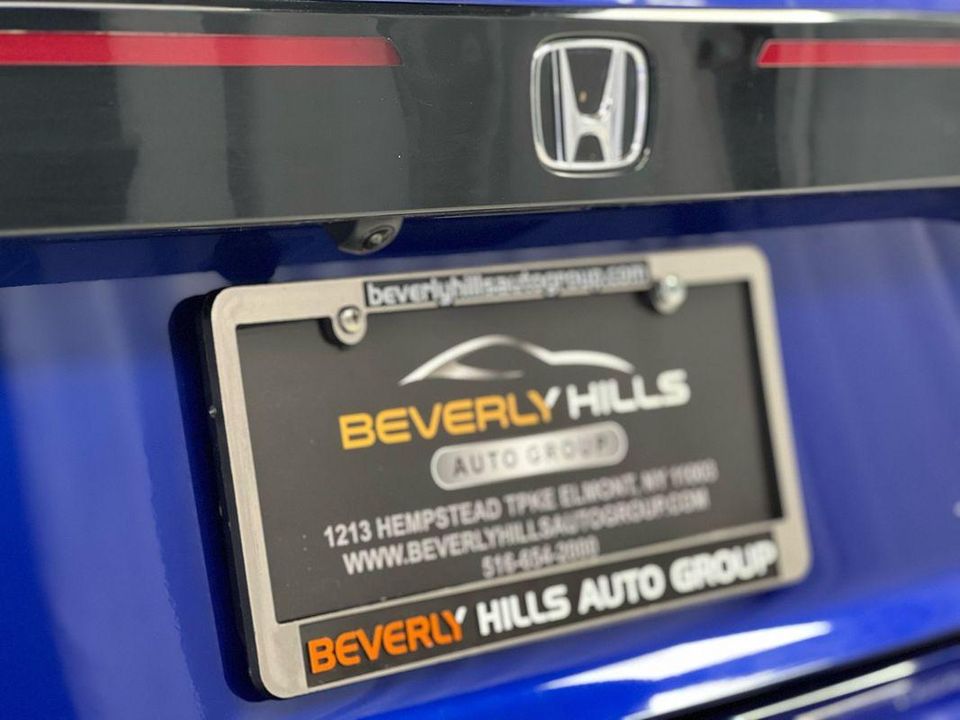 beverlyhillsautogroup.com
BEVERLY HILLS
AUTO GROUP
1213 HEMPSTEAD TPKE ELMONT, NY 11003
WWW.BEVERLYHILLSAUTOGROUP.COM
516-654-2000
BEVERLY HILLS AUTO GROUP